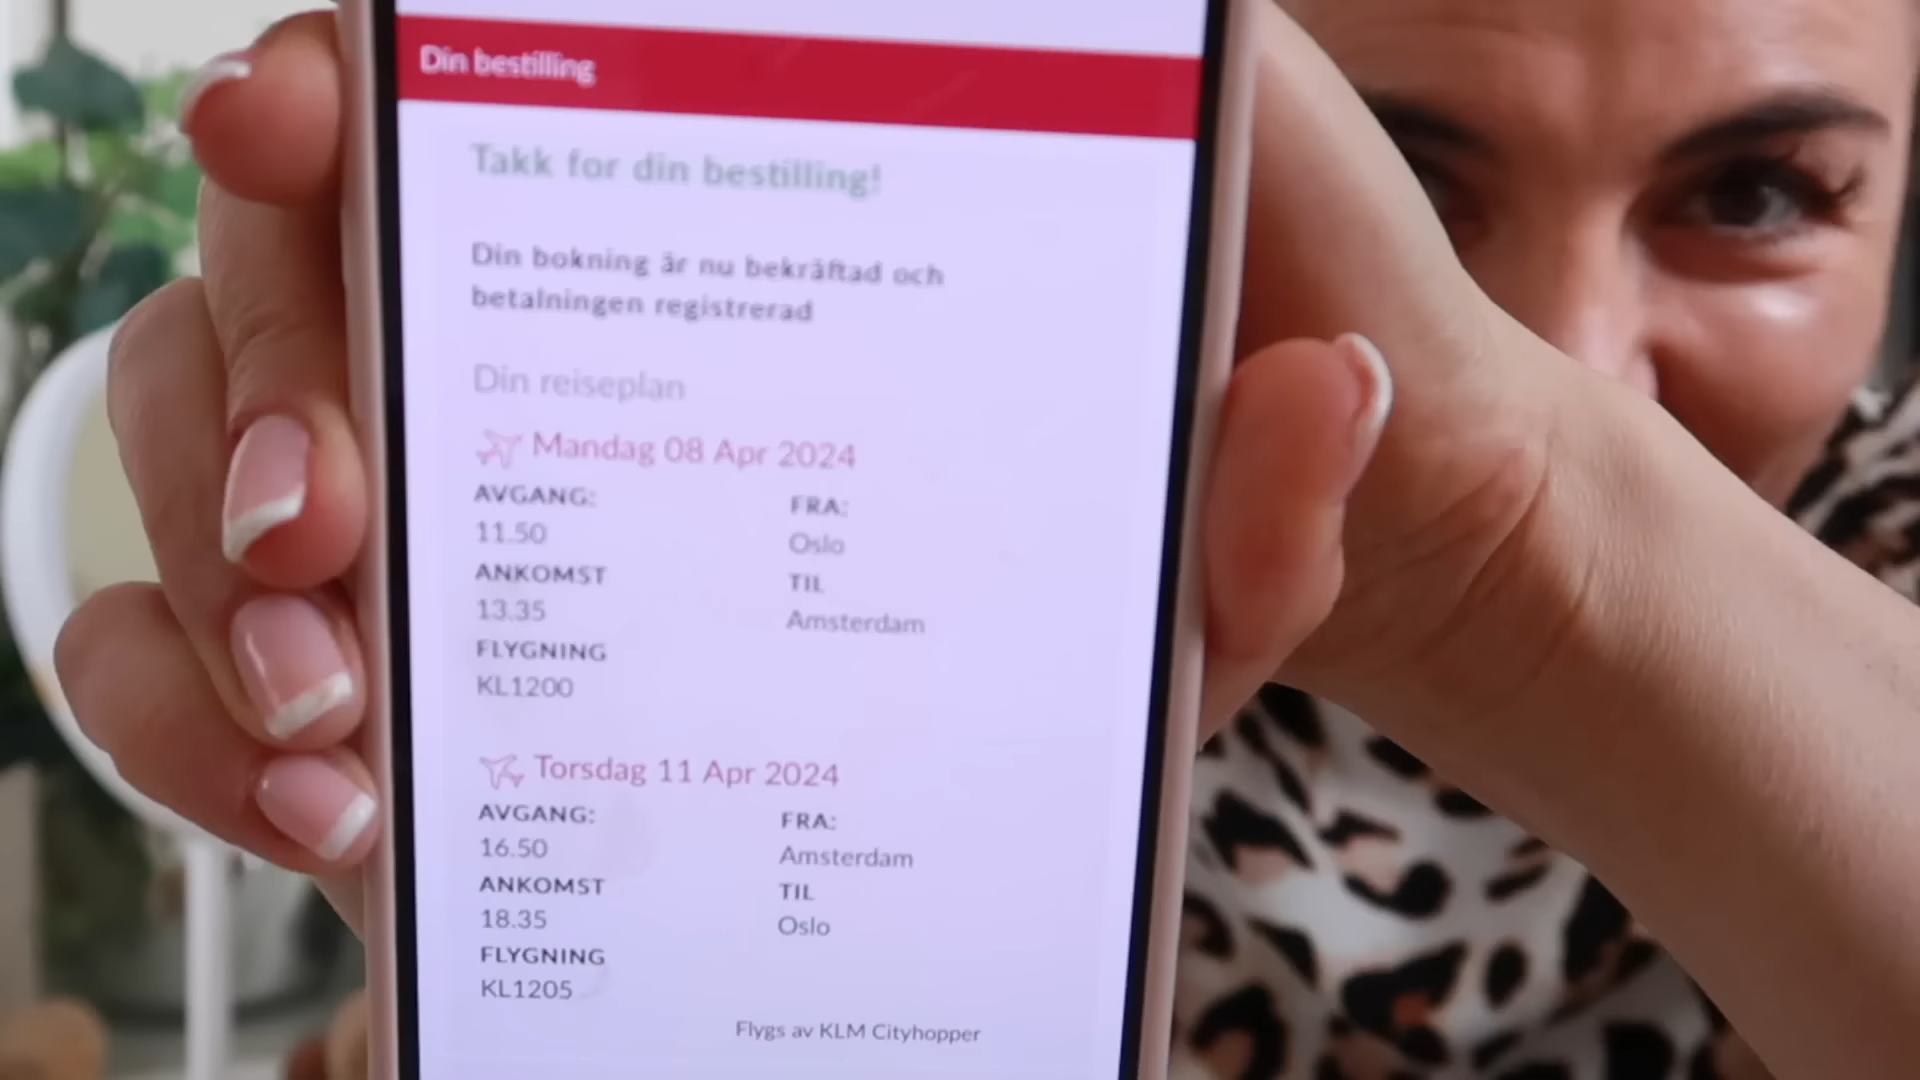 Din bestilling
Takk for din bestilling!
Din bokning är nu bekräftad och
betalningen registrerad
Din reiseplan
Mandag 08 Apr 2024
AVGANG:
11.50
FRA:
Oslo
ANKOMST
13.35
TIL
Amsterdam
FLYGNING
KL1200
Torsdag 11 Apr 2024
AVGANG:
16.50
FRA:
Amsterdam
ANKOMST
18.35
TIL
Oslo
FLYGNING
KL1205
Flygs av KLM Cityhopper